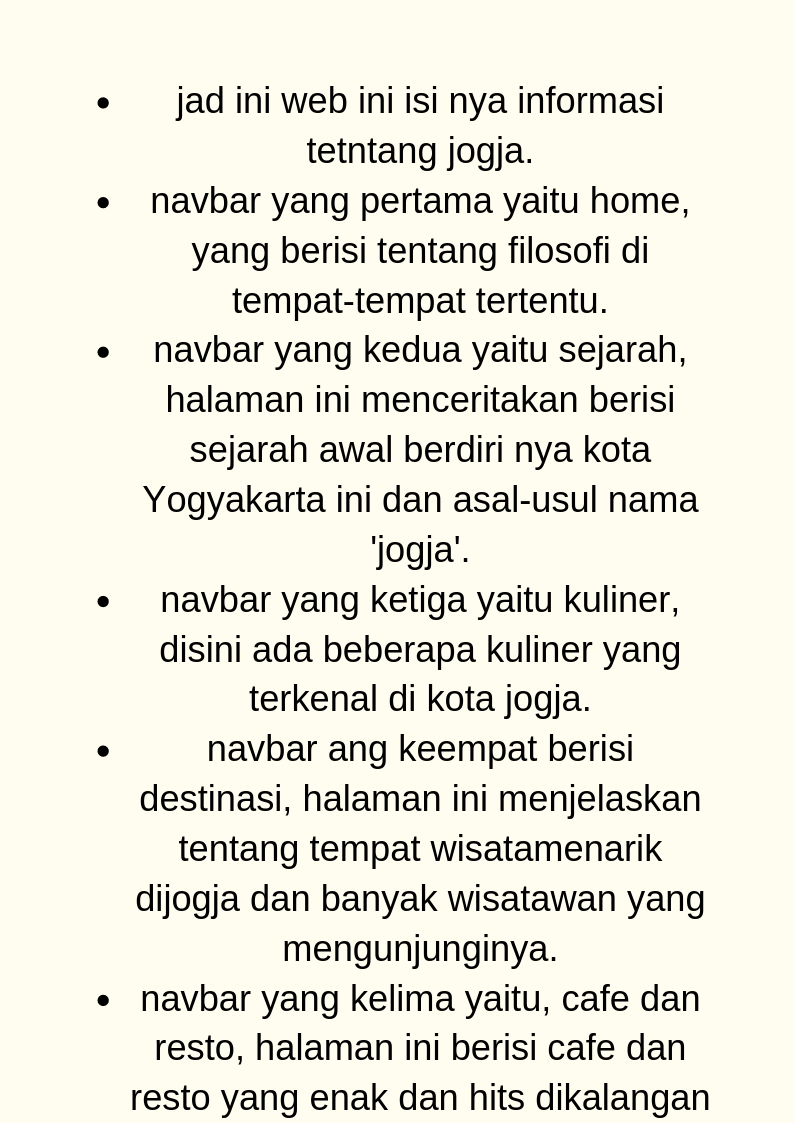 • jad ini web ini isi nya informasi
tetntang jogja.
• navbar yang pertama yaitu home,
yang berisi tentang filosofi di
tempat-tempat tertentu.
• navbar yang kedua yaitu sejarah,
halaman ini menceritakan berisi
sejarah awal berdiri nya kota
Yogyakarta ini dan asal-usul nama
'jogja'.
• navbar yang ketiga yaitu kuliner,
disini ada beberapa kuliner yang
terkenal di kota jogja.
• navbar ang keempat berisi
destinasi, halaman ini menjelaskan
tentang tempat wisatamenarik
dijogja dan banyak wisatawan yang
mengunjunginya.
• navbar yang kelima yaitu, cafe dan
resto, halaman ini berisi cafe dan
resto yang enak dan hits dikalangan